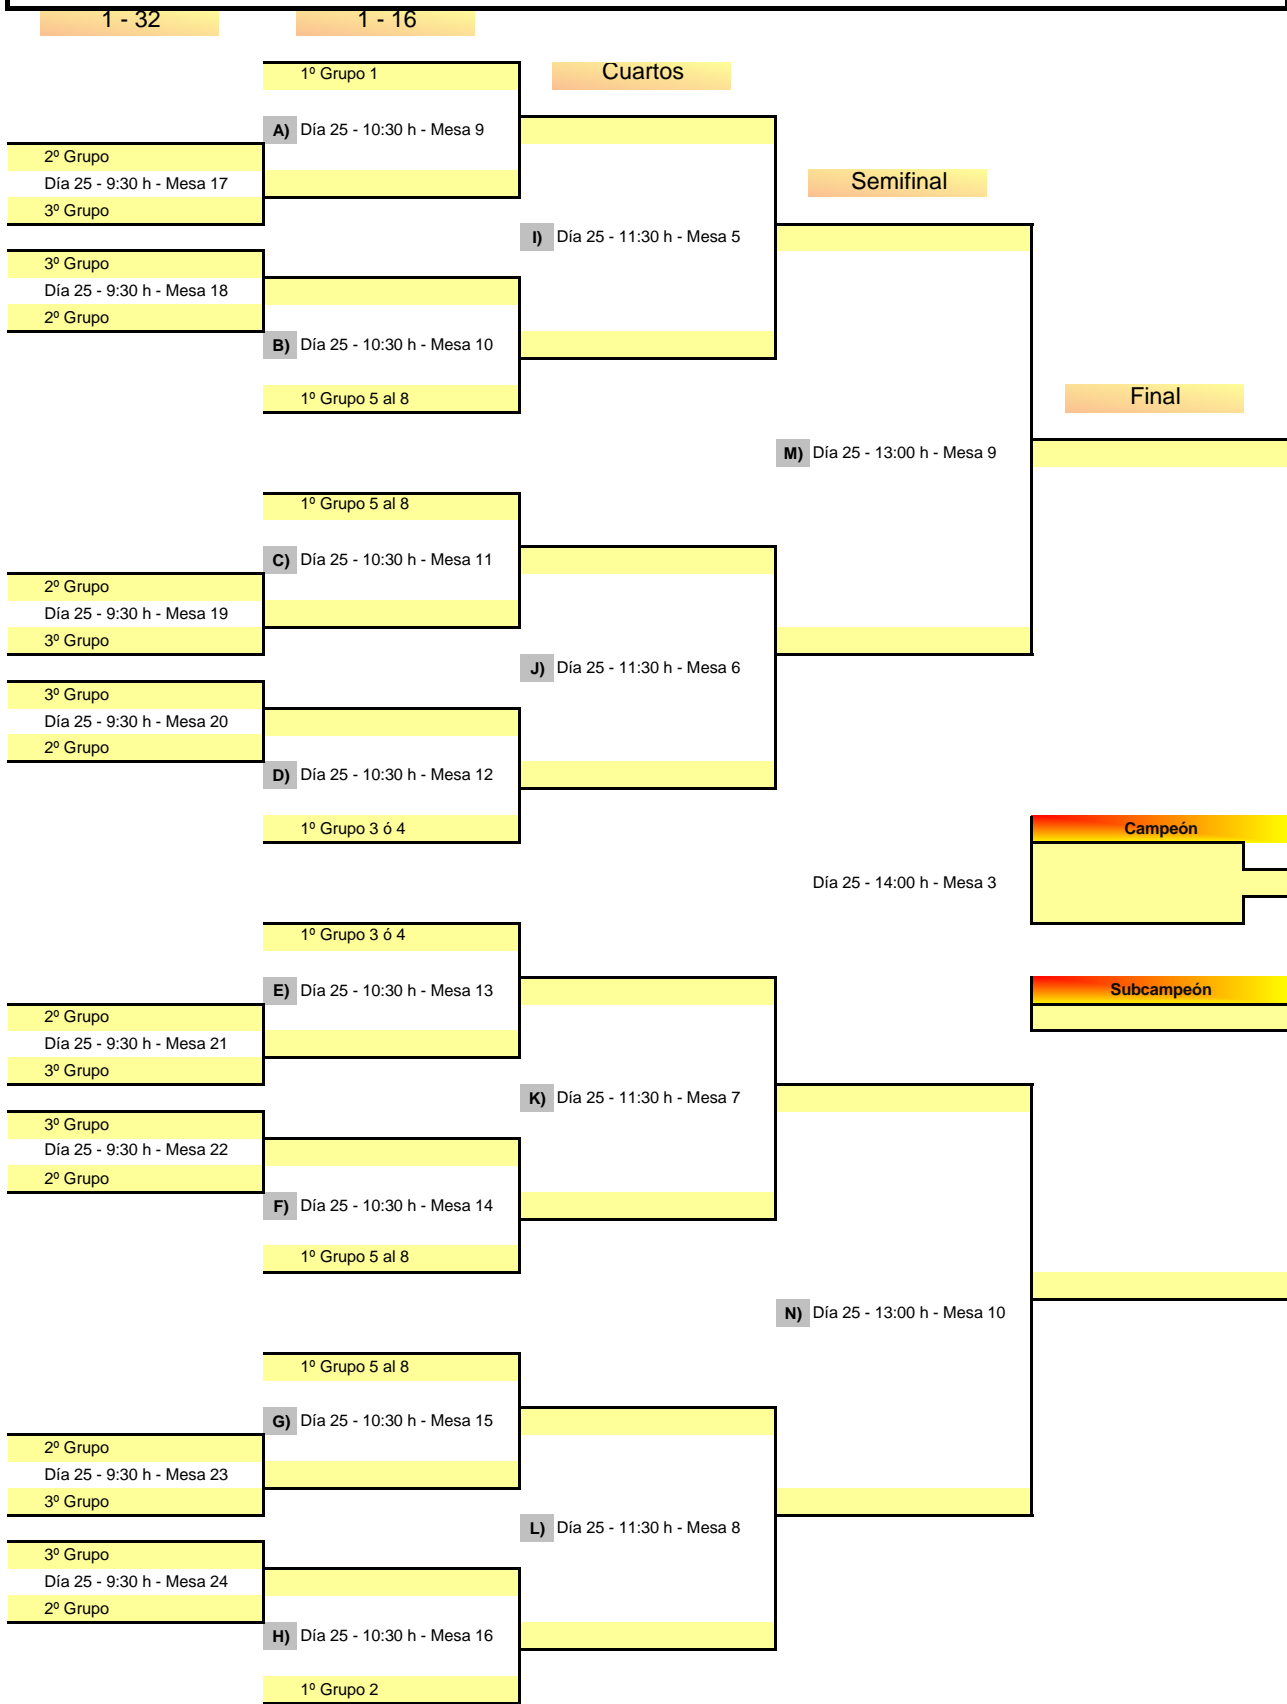 1 - 32
1 - 16
1º Grupo 1
Cuartos
A) Día 25 - 10:30 h - Mesa 9
2º Grupo
Día 25 - 9:30 h - Mesa 17
Semifinal
3º Grupo
I) Día 25 - 11:30 h - Mesa 5
3º Grupo
Día 25 - 9:30 h - Mesa 18
2º Grupo
B) Día 25 - 10:30 h - Mesa 10
1º Grupo 5 al 8
Final
M) Día 25 - 13:00 h - Mesa 9
1º Grupo 5 al 8
C) Día 25 - 10:30 h - Mesa 11
2º Grupo
Día 25 - 9:30 h - Mesa 19
3º Grupo
J) Día 25 - 11:30 h - Mesa 6
3º Grupo
Día 25 - 9:30 h - Mesa 20
2º Grupo
D) Día 25 - 10:30 h - Mesa 12
1º Grupo 3 ó 4
Campeón
Día 25 - 14:00 h - Mesa 3
1º Grupo 3 ó 4
E) Día 25 - 10:30 h - Mesa 13
Subcampeón
2º Grupo
Día 25 - 9:30 h - Mesa 21
3º Grupo
K) Día 25 - 11:30 h - Mesa 7
3º Grupo
Día 25 - 9:30 h - Mesa 22
2º Grupo
F) Día 25 - 10:30 h - Mesa 14
1º Grupo 5 al 8
N) Día 25 - 13:00 h - Mesa 10
1º Grupo 5 al 8
G) Día 25 - 10:30 h - Mesa 15
2º Grupo
Día 25 - 9:30 h - Mesa 23
3º Grupo
L) Día 25 - 11:30 h - Mesa 8
3º Grupo
Día 25 - 9:30 h - Mesa 24
2º Grupo
H) Día 25 - 10:30 h - Mesa 16
1º Grupo 2